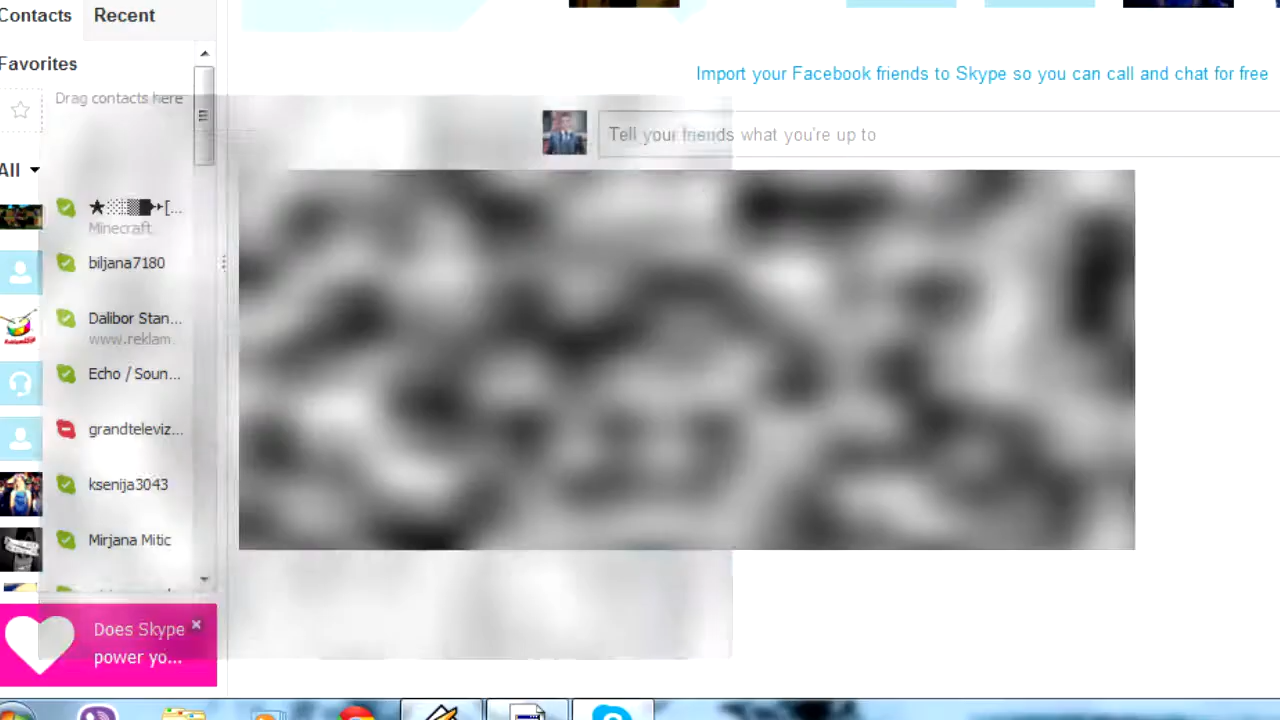 Contacts
Recent
Favorites
Drag contacts here
All
★░▒▓█►[...
Minecraft
biljana7180
Dalibor Stan...
www.reklam
Echo / Soun...
grandteleviz...
ksenija3043
Mirjana Mitic
Does Skype
power yo...
Import your Facebook friends to Skype so you can call and chat for free
Tell your friends what you're up to